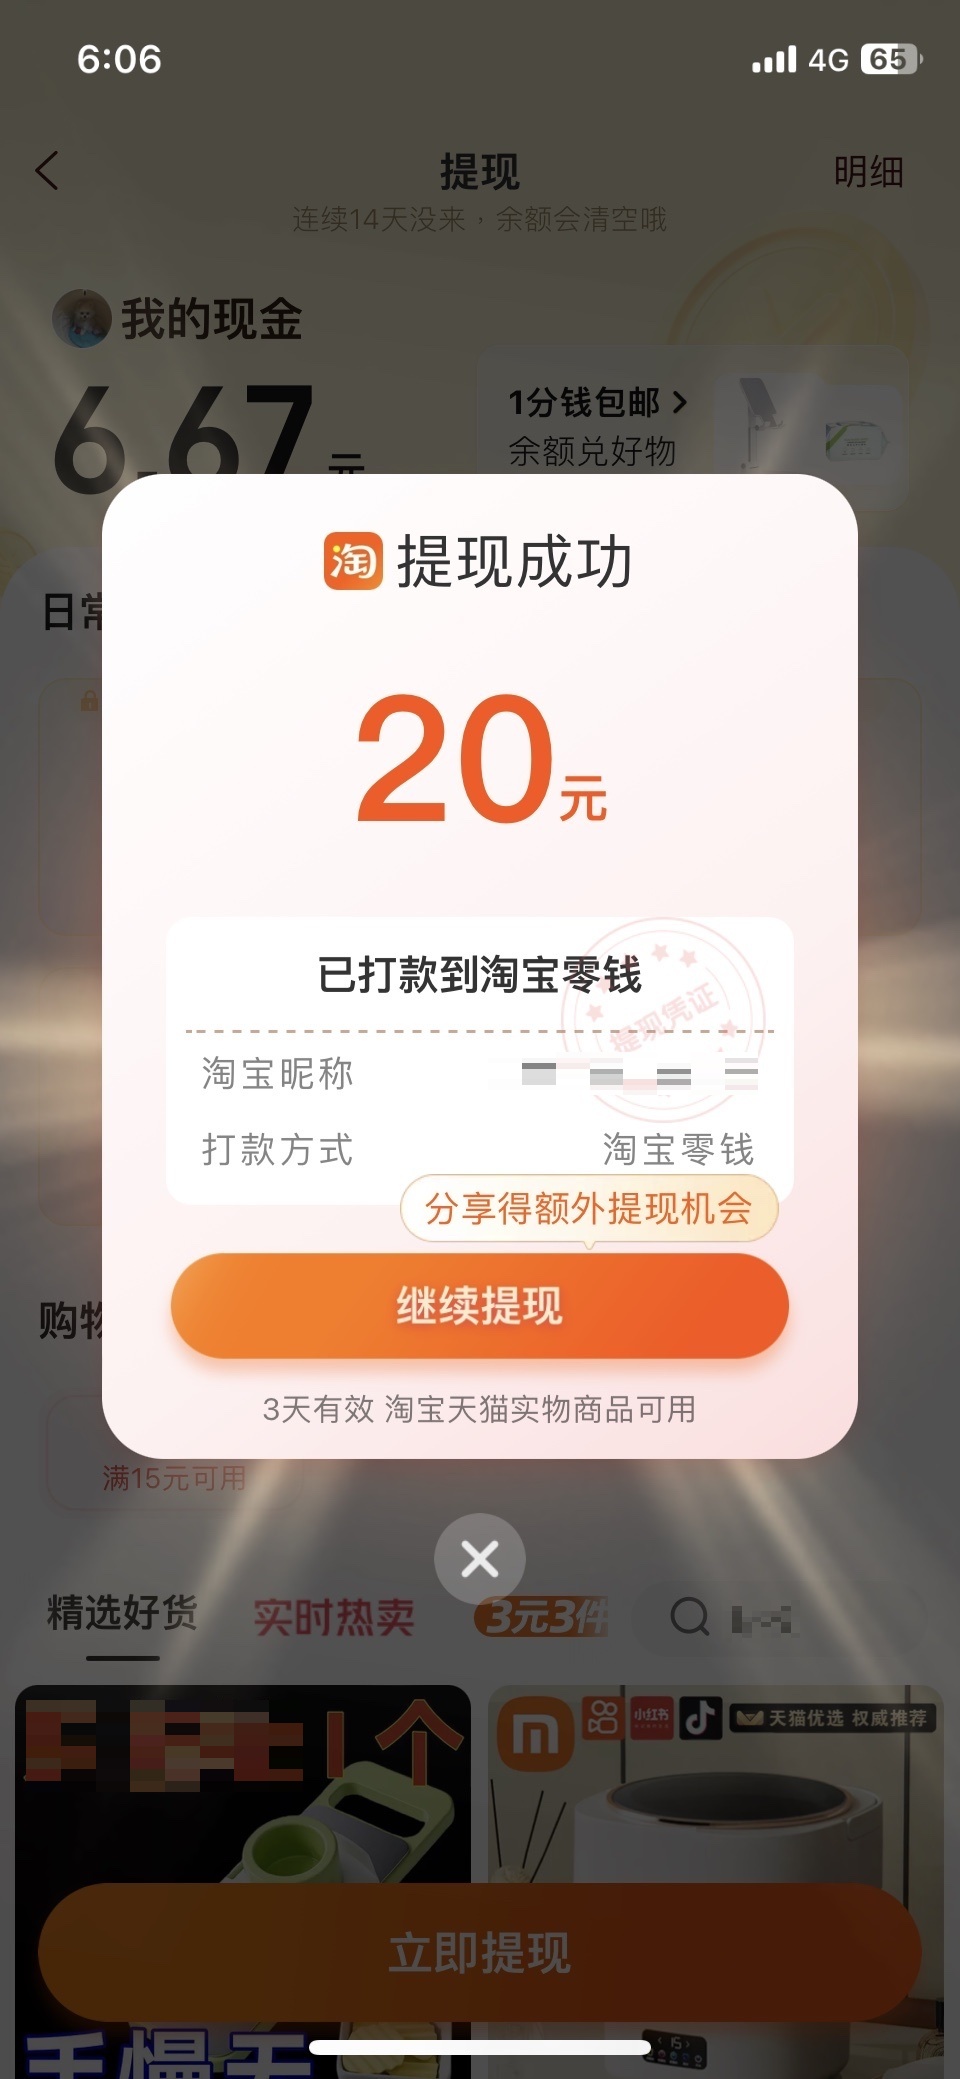 6:06
4G
65
提现
明细
连续14天没来，余额会清空哦
我的现金
6.67元
1分钱包邮
余额兑好物
淘
提现成功
日常
20元
已打款到淘宝零钱
提现凭证
淘宝昵称
打款方式
淘宝零钱
分享得额外提现机会
继续提现
购物
3天有效 淘宝天猫实物商品可用
满15元可用
精选好货
实时热卖
3元3件
1个
小红书
天猫优选 权威推荐
立即提现
手慢无